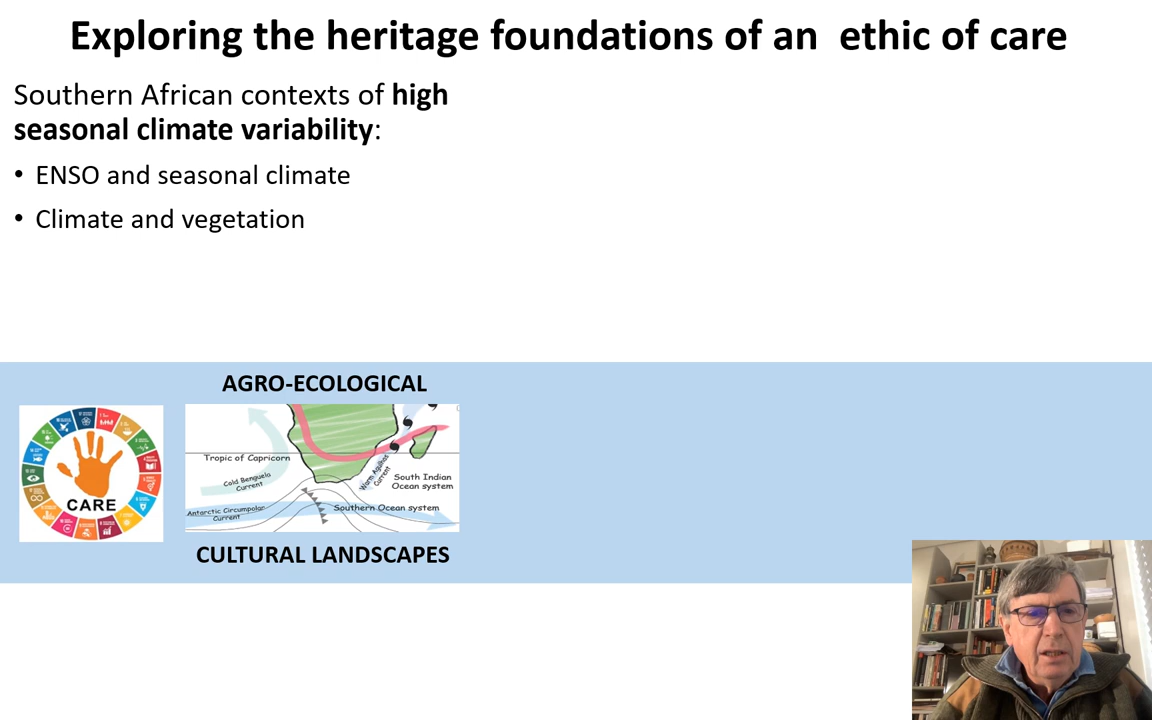 Exploring the heritage foundations of an ethic of care
Southern African contexts of high
seasonal climate variability:
• ENSO and seasonal climate
• Climate and vegetation
AGRO-ECOLOGICAL
Tropic of Capricorn
Cold Benguela
Current
Warm Agulhas
Current
South Indian
Ocean system
Antarctic Circumpolar
Current
Southern Ocean system
CARE
CULTURAL LANDSCAPES